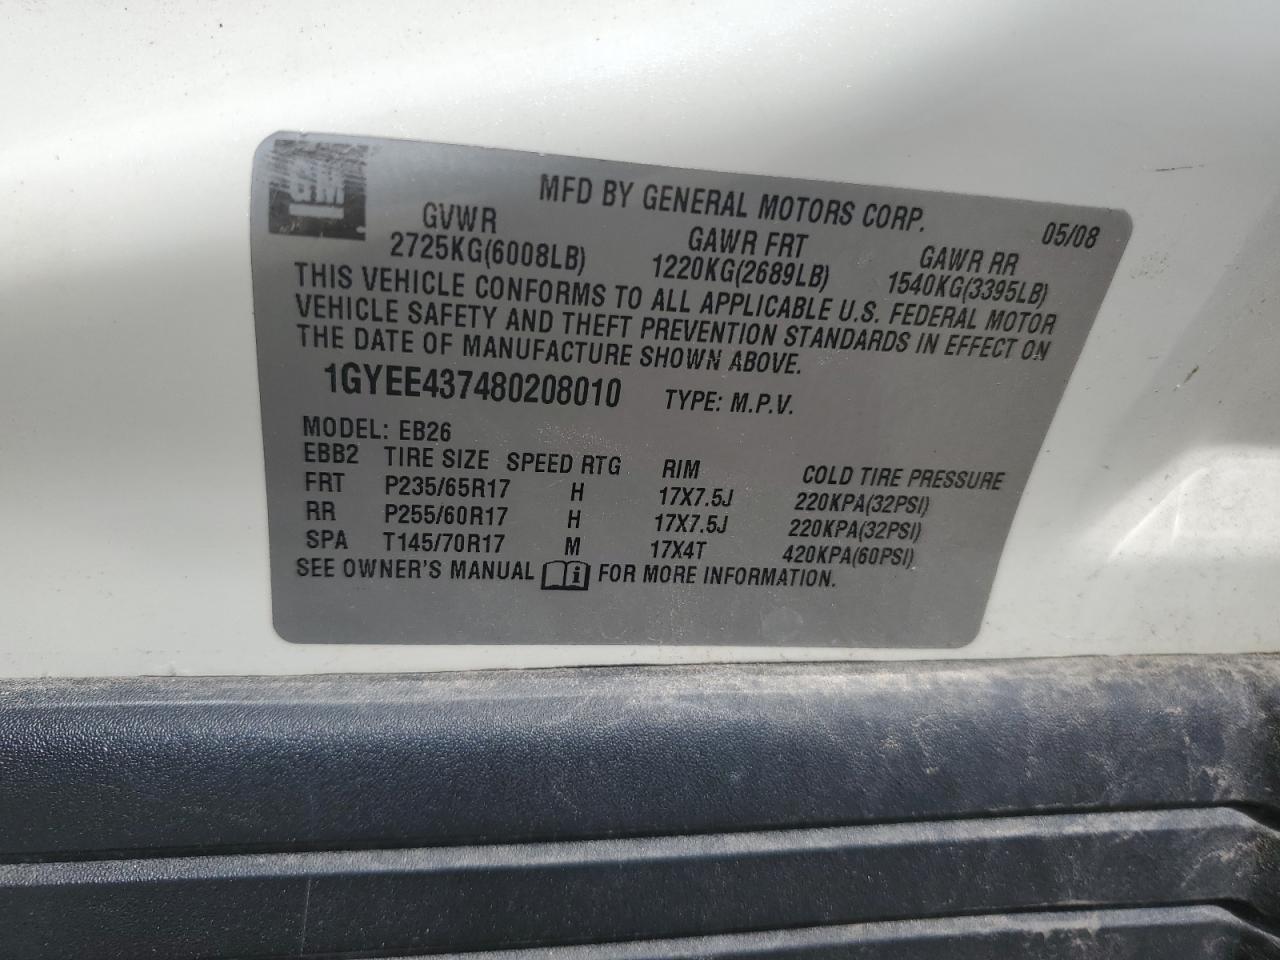 GM
MFD BY GENERAL MOTORS CORP.
05/08
GVWR GAWR FRT GAWR RR
2725KG(6008LB) 1220KG(2689LB) 1540KG(3395LB)
THIS VEHICLE CONFORMS TO ALL APPLICABLE U.S. FEDERAL MOTOR
VEHICLE SAFETY AND THEFT PREVENTION STANDARDS IN EFFECT ON
THE DATE OF MANUFACTURE SHOWN ABOVE.
1GYEE437480208010 TYPE: M.P.V.
MODEL: EB26
EBB2 TIRE SIZE SPEED RTG RIM COLD TIRE PRESSURE
FRT P235/65R17 H 17X7.5J 220KPA(32PSI)
RR P255/60R17 H 17X7.5J 220KPA(32PSI)
SPA T145/70R17 M 17X4T 420KPA(60PSI)
SEE OWNER'S MANUAL FOR MORE INFORMATION.